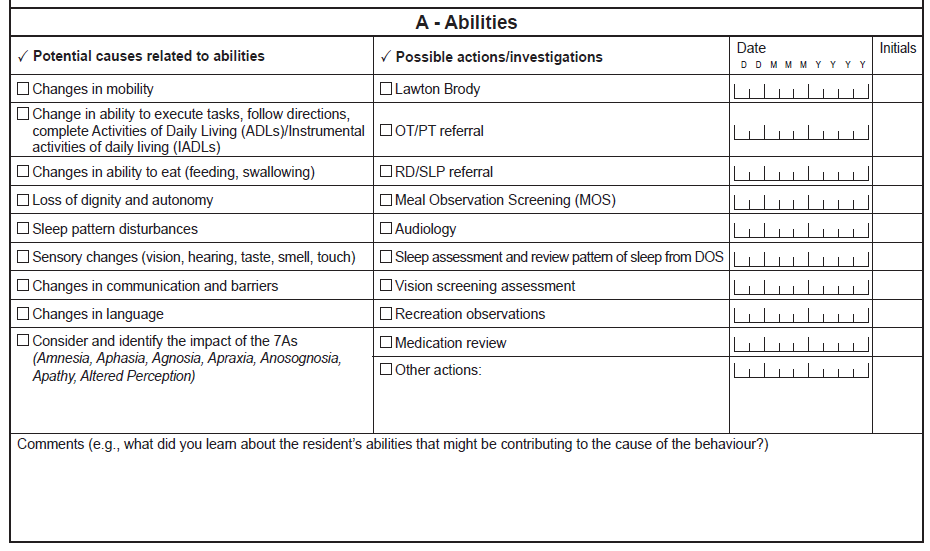 A - Abilities
✓ Potential causes related to abilities
✓ Possible actions/investigations
Date
D D M M M Y Y Y Y
Initials
Changes in mobility
Lawton Brody
Change in ability to execute tasks, follow directions,
complete Activities of Daily Living (ADLs)/Instrumental
activities of daily living (IADLs)
OT/PT referral
Changes in ability to eat (feeding, swallowing)
RD/SLP referral
Loss of dignity and autonomy
Meal Observation Screening (MOS)
Sleep pattern disturbances
Audiology
Sensory changes (vision, hearing, taste, smell, touch)
Sleep assessment and review pattern of sleep from DOS
Changes in communication and barriers
Vision screening assessment
Changes in language
Recreation observations
Consider and identify the impact of the 7As
(Amnesia, Aphasia, Agnosia, Apraxia, Anosognosia,
Apathy, Altered Perception)
Medication review
Other actions:
Comments (e.g., what did you learn about the resident's abilities that might be contributing to the cause of the behaviour?)